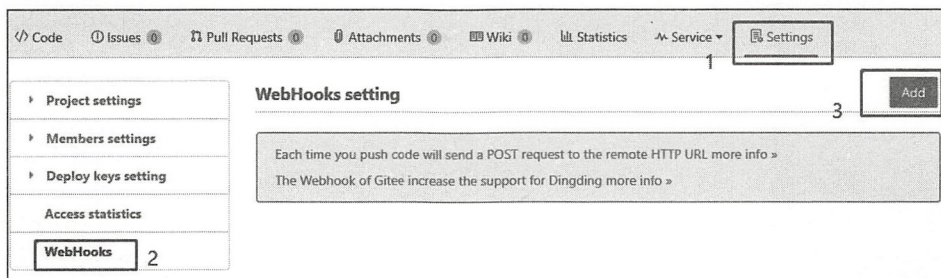 </> Code Issues 0 Pull Requests 0 Attachments 0 Wiki 0 Statistics Service Settings
1
Project settings
Members settings
Deploy keys setting
Access statistics
WebHooks 2
WebHooks setting
Add
3
Each time you push code will send a POST request to the remote HTTP URL more info »
The Webhook of Gitee increase the support for Dingding more info »